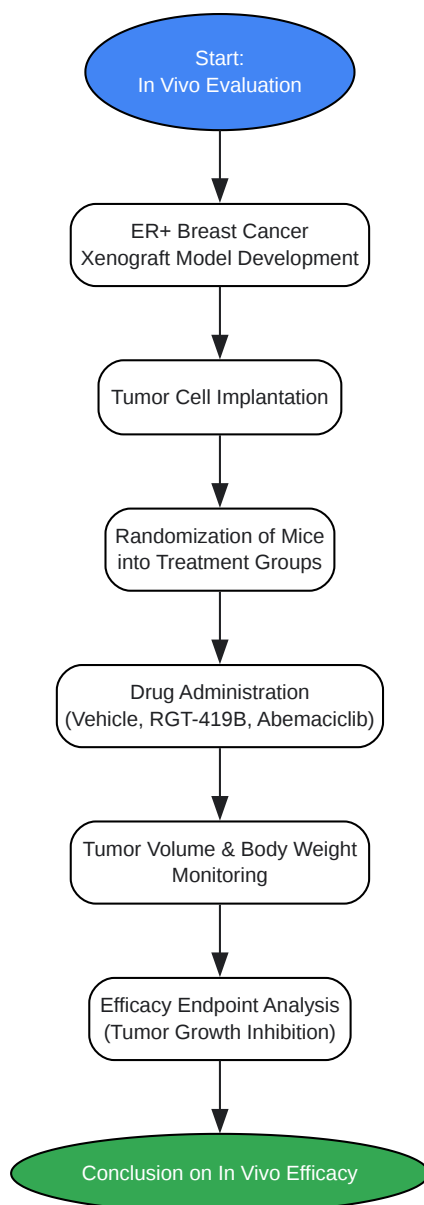 Start:
In Vivo Evaluation
ER+ Breast Cancer
Xenograft Model Development
Tumor Cell Implantation
Randomization of Mice
into Treatment Groups
Drug Administration
(Vehicle, RGT-419B, Abemaciclib)
Tumor Volume & Body Weight
Monitoring
Efficacy Endpoint Analysis
(Tumor Growth Inhibition)
Conclusion on In Vivo Efficacy